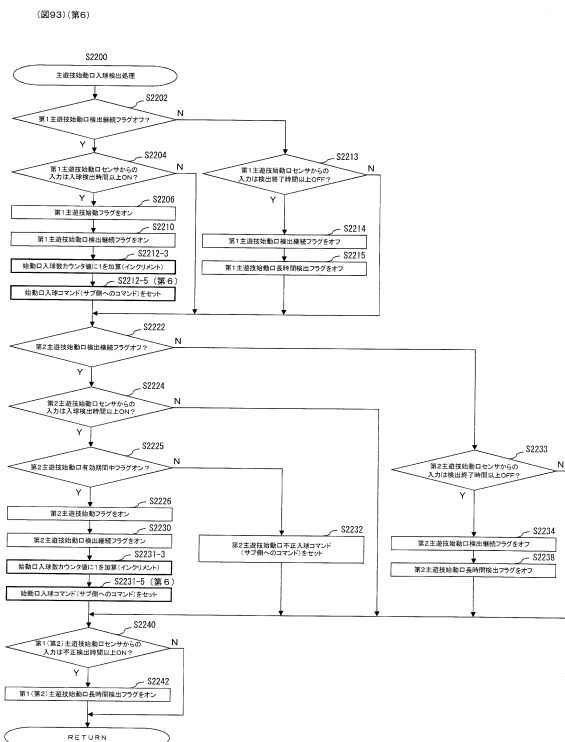 (図93)(第6)
S2200
主遊技始動口入球検出処理
S2202
第1主遊技始動口検出継続フラグオフ?
N
Y
S2204
第1主遊技始動口センサからの
入力は入球検出時間以上ON?
N
Y
S2213
第1主遊技始動口センサからの
入力は検出終了時間以上OFF?
N
Y
S2206
第1主遊技始動フラグをオン
S2210
第1主遊技始動口検出継続フラグをオン
S2212-3
始動口入球数カウンタ値に1を加算(インクリメント)
S2212-5 (第6)
始動口入球コマンド(サブ側へのコマンド)をセット
S2214
第1主遊技始動口検出継続フラグをオフ
S2215
第1主遊技始動口長時間検出フラグをオフ
S2222
第2主遊技始動口検出継続フラグオフ?
N
Y
S2224
第2主遊技始動口センサからの
入力は入球検出時間以上ON?
N
Y
S2225
第2主遊技始動口有効期間中フラグオン?
N
Y
S2233
第2主遊技始動口センサからの
入力は検出終了時間以上OFF?
N
Y
S2226
第2主遊技始動フラグをオン
S2230
第2主遊技始動口検出継続フラグをオン
S2231-3
始動口入球数カウンタ値に1を加算(インクリメント)
S2231-5 (第6)
始動口入球コマンド(サブ側へのコマンド)をセット
S2232
第2主遊技始動口不正入球コマンド
(サブ側へのコマンド)をセット
S2234
第2主遊技始動口検出継続フラグをオフ
S2238
第2主遊技始動口長時間検出フラグをオフ
S2240
第1(第2)主遊技始動口センサからの
入力は不正検出時間以上ON?
N
Y
S2242
第1(第2)主遊技始動口長時間検出フラグをオン
RETURN